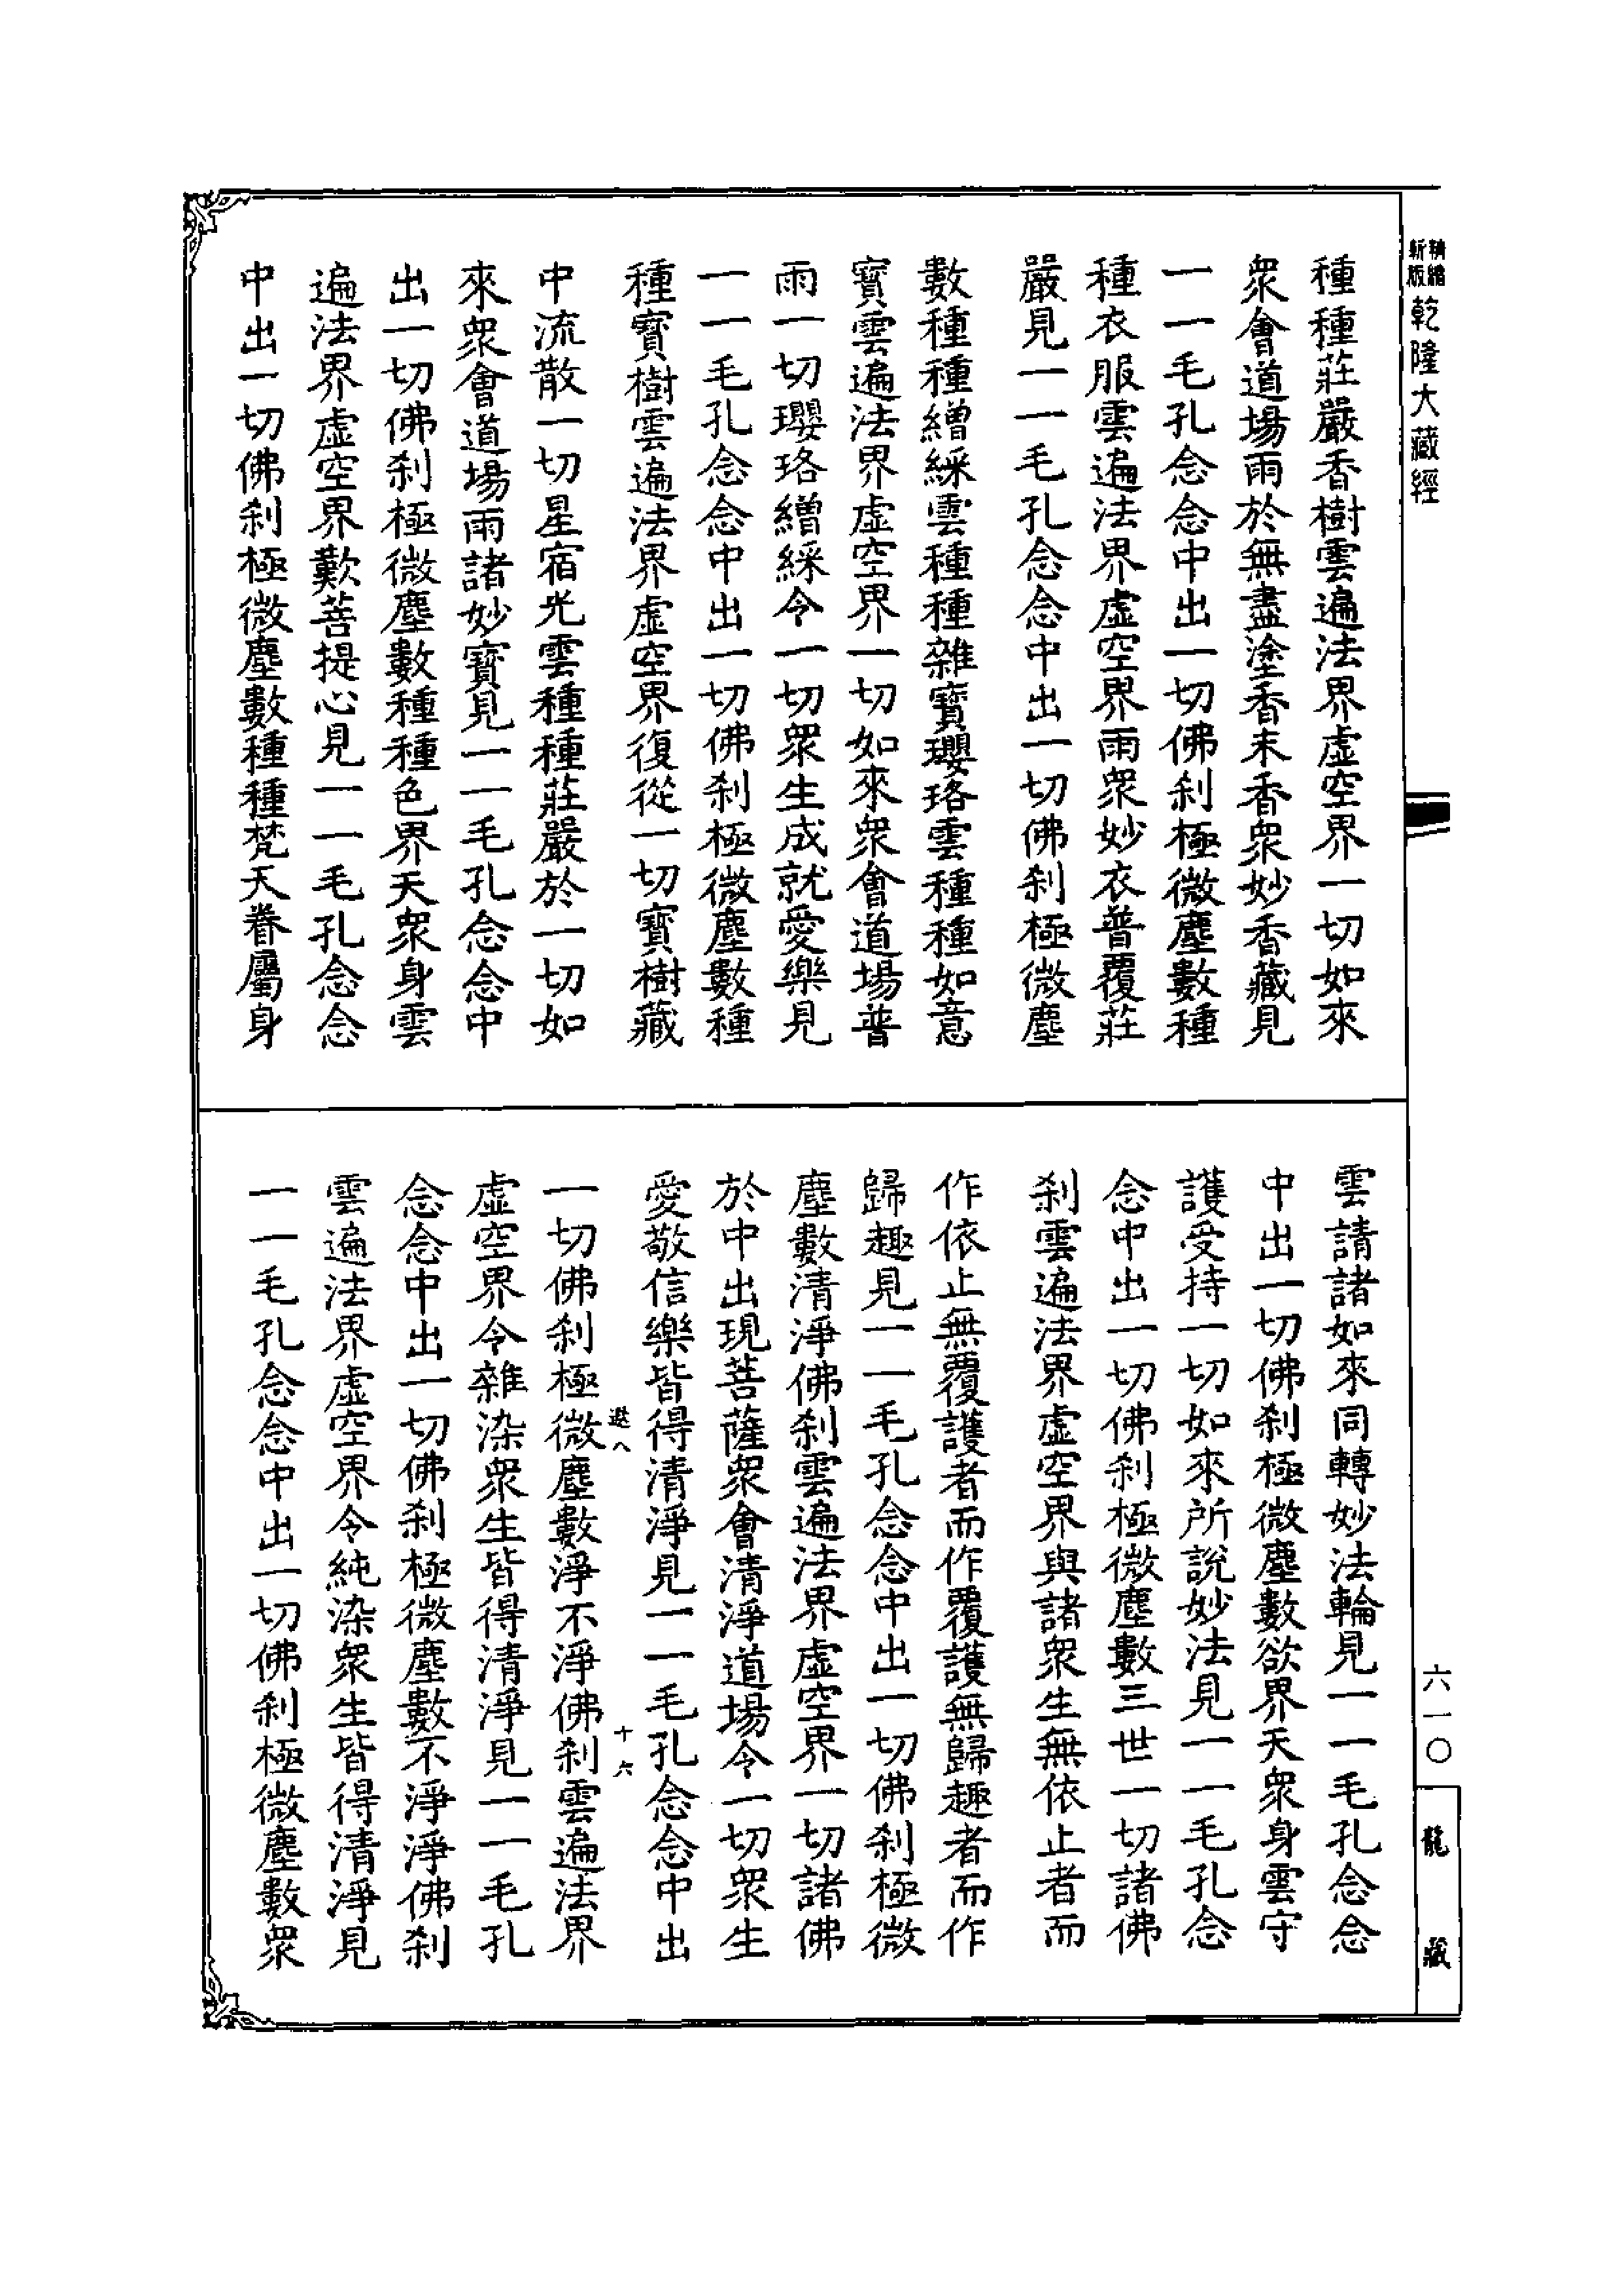 精縮
新版
乾隆大藏經
種種莊嚴香樹雲遍法界虛空界一切如來
衆會道場雨於無盡塗香末香衆妙香藏見
一一毛孔念念中出一切佛刹極微塵數種
種衣服雲遍法界虛空界雨衆妙衣普覆莊
嚴見一一毛孔念念中出一切佛刹極微塵
數種種繒綵雲種種雜寶瓔珞雲種種如意
寶雲遍法界虛空界一切如來衆會道場普
雨一切瓔珞繒綵令一切衆生成就愛樂見
一一毛孔念念中出一切佛刹極微塵數種
種寶樹雲遍法界虛空界復從一切寶樹藏
中流散一切星宿光雲種種莊嚴於一切如
來衆會道場雨諸妙寶見一一毛孔念念中
出一切佛刹極微塵數種種色界天衆身雲
遍法界虛空界歎菩提心見一一毛孔念念
中出一切佛刹極微塵數種種梵天眷屬身
雲請諸如來同轉妙法輪見一一毛孔念念
中出一切佛刹極微塵數欲界天衆身雲守
護受持一切如來所說妙法見一一毛孔念
念中出一切佛刹極微塵數三世一切諸佛
刹雲遍法界虛空界與諸衆生無依止者而
作依止無覆護者而作覆護無歸趣者而作
歸趣見一一毛孔念念中出一切佛刹極微
塵數清淨佛刹雲遍法界虛空界一切諸佛
於中出現菩薩衆會清淨道場令一切衆生
愛敬信樂皆得清淨見一一毛孔念念中出
十六
一切佛刹極微塵數淨不淨佛刹雲遍法界
虛空界令雜染衆生皆得清淨見一一毛孔
念念中出一切佛刹極微塵數不淨淨佛刹
雲遍法界虛空界令純染衆生皆得清淨見
一一毛孔念念中出一切佛刹極微塵數衆
六一〇
龍藏